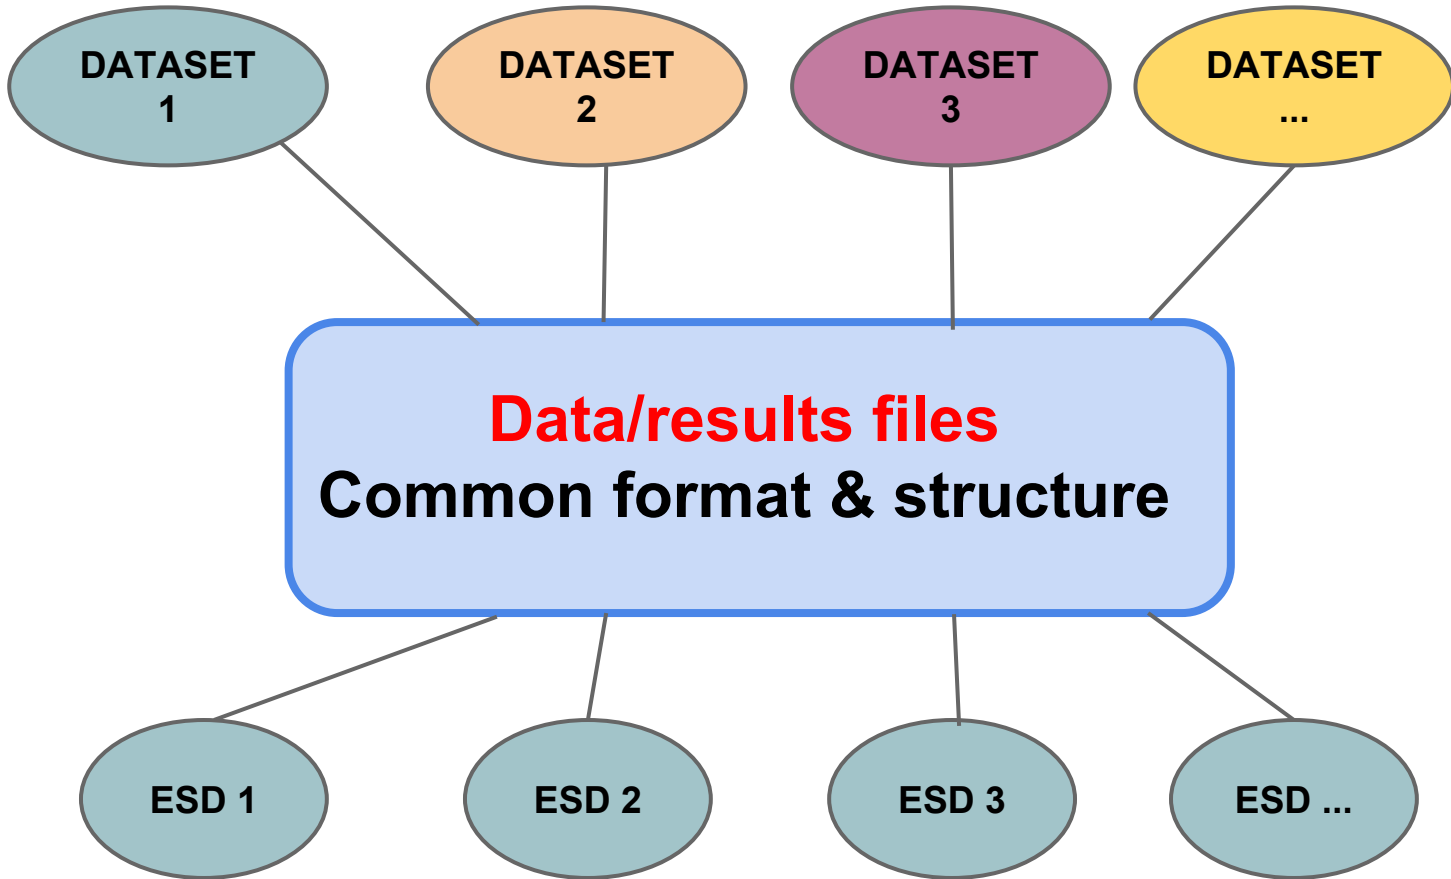 DATASET
1
DATASET
2
DATASET
3
DATASET
...
Data/results files
Common format & structure
ESD 1
ESD 2
ESD 3
ESD ...